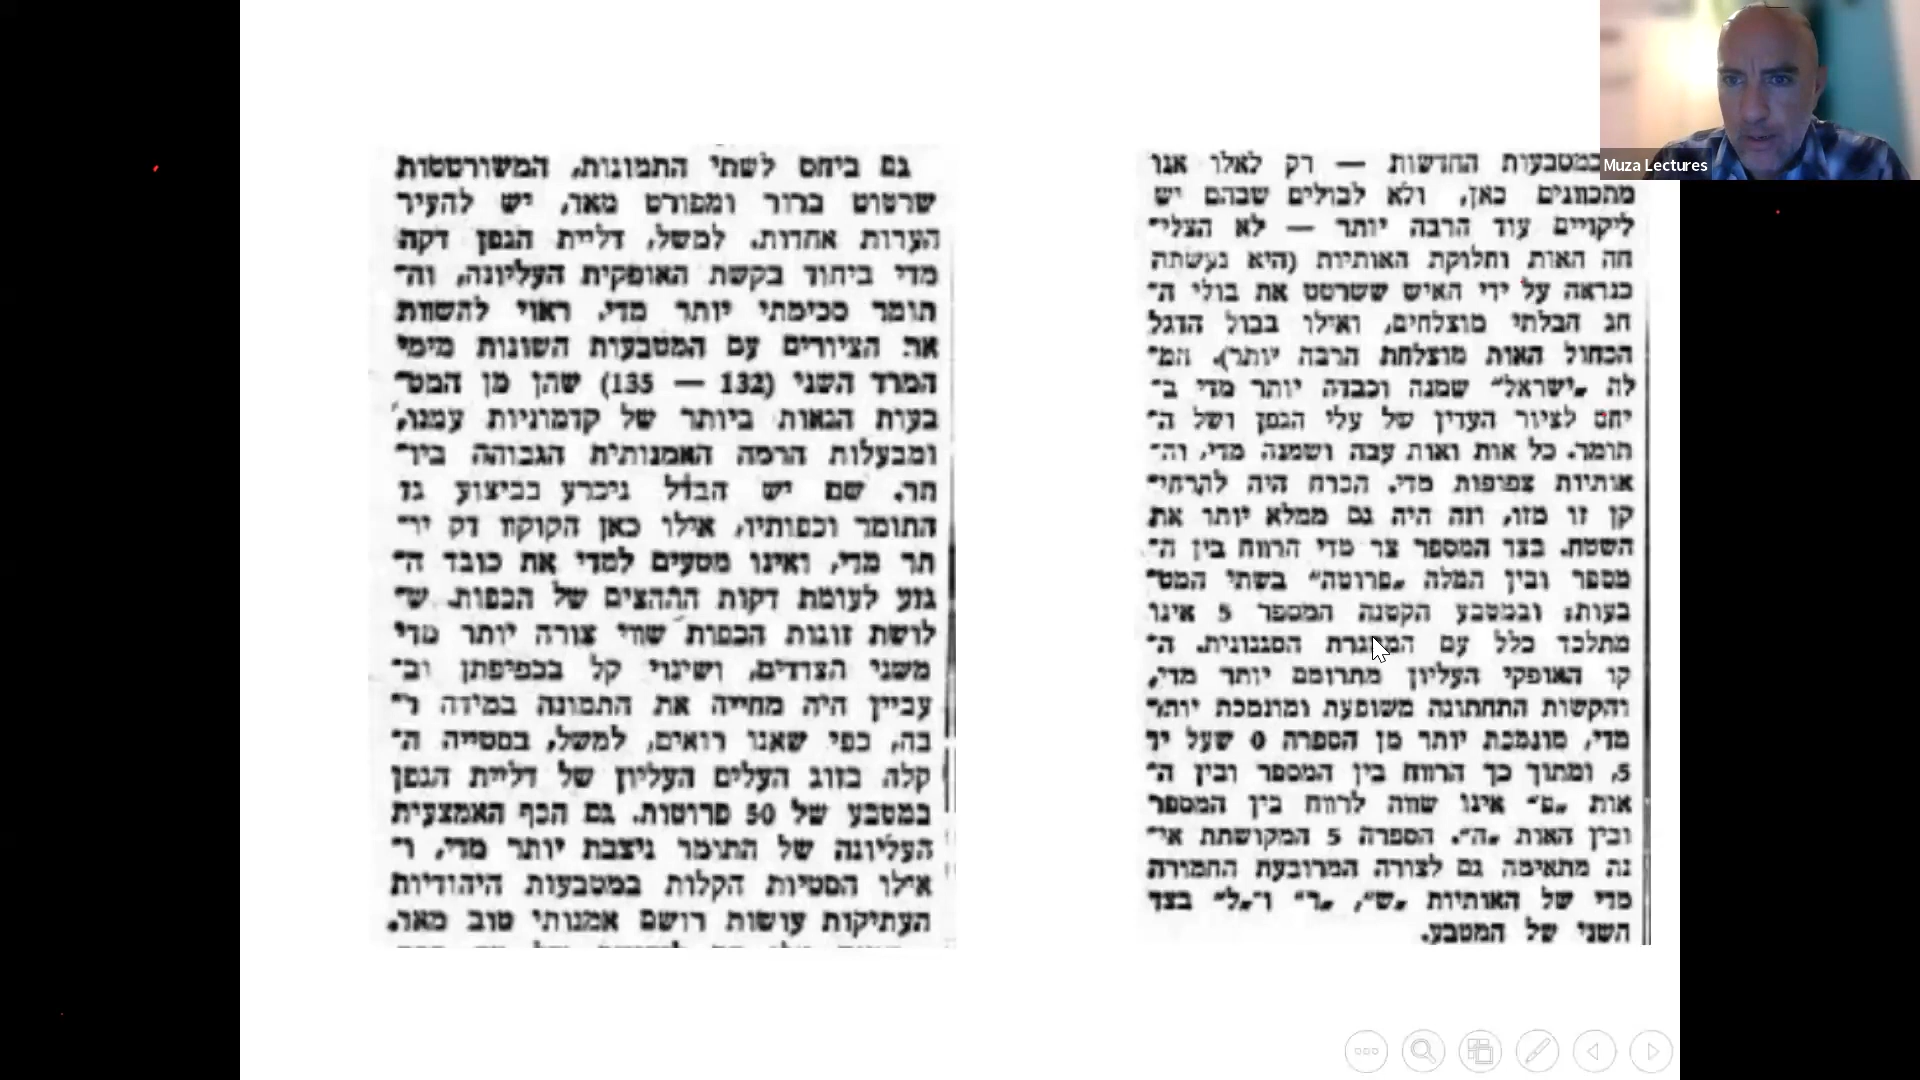 במטבעות החדשות — רק לאלו אנו
מתכוונים כאן, ולא לבולים שבהם יש
ליקויים עוד הרבה יותר — לא הצלי־
חה האות וחלוקת האותיות (היא נעשתה
כנראה על ידי האיש ששרטט את בולי ה־
חג הבלתי מוצלחים, ואילו בבול הדגל
הכחול האות מוצלחת הרבה יותר). המ־
לה „ישראל” שמנה וכבדה יותר מדי ב־
יחס לציור העדין של עלי הגפן ושל ה־
תומר. כל אות ואות עבה ושמנה מדי, וה־
אותיות צפופות מדי. הכרח היה להרחי־
קן זו מזו, וזה היה גם ממלא יותר את
השטח. בצד המספר צר מדי הרווח בין ה־
מספר ובין המלה „פרוטה” בשתי המט־
בעות; ובמטבע הקטנה המספר 5 אינו
מתלכד כלל עם המסגרת הסגנונית. ה־
קו האופקי העליון מתרומם יותר מדי,
והקשות התחתונה משופעת ומונמכת יותר
מדי, מונמכת יותר מן הספרה 0 שעל יד
5, ומתוך כך הרווח בין המספר ובין ה־
אות „ם” אינו שווה לרווח בין המספר
ובין האות „ה”. הספרה 5 המקושתת אי־
נה מתאימה גם לצורה המרובעת החמורה
מדי של האותיות „ש”, „ר” ו־„ל” בצד
השני של המטבע.
גם ביחס לשתי התמונות, המשורטטות
שרטוט ברור ומפורט מאד, יש להעיר
הערות אחדות. למשל, דליית הגפן דקה
מדי ביחוד בקשת האופקית העליונה, וה־
תומר סכימתי יותר מדי. ראוי להשוות
את הציורים עם המטבעות השונות מימי
המרד השני (132 — 135) שהן מן המט־
בעות הנאות ביותר של קדמוניות עמנו,
ומבעלות הרמה האמנותית הגבוהה ביו־
תר. שם יש הבדל ניכרע בביצוע גז
התומר וכפותיו, אילו כאן הקוקוו דק יו־
תר מדי, ואינו מטעים למדי את כובד ה־
גזע לעומת דקות ההחצים של הכפות. ש־
לושת זוגות הכפות שווי צורה יותר מדי
משני הצדדים, ושינוי קל בכפיפתן וב־
עביין היה מחייה את התמונה במידה ר־
בה, כפי שאנו רואים, למשל, בסטייה ה־
קלה בזוג העלים העליון של דליית הגפן
במטבע של 50 פרוטות. גם הכף האמצעית
העליונה של התומר ניצבת יותר מדי, ו־
אילו הסטיות הקלות במטבעות היהודיות
העתיקות עושות רושם אמנותי טוב מאד.
Muza Lectures